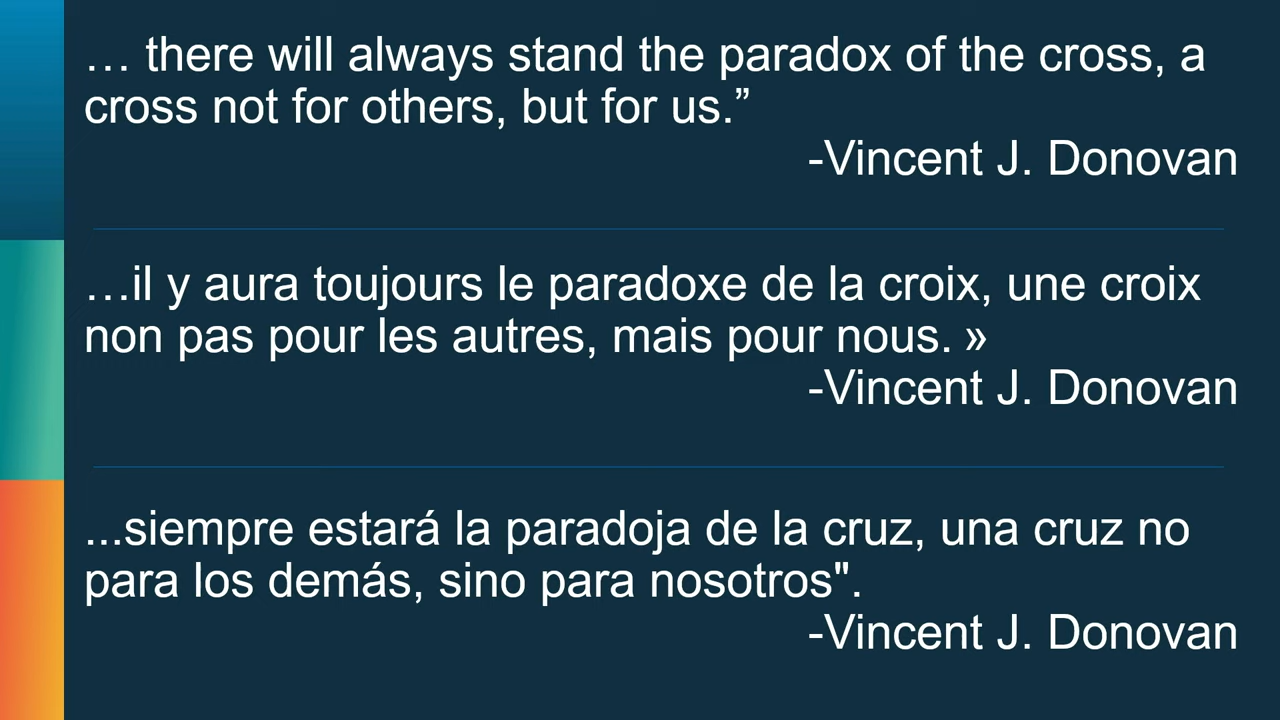 … there will always stand the paradox of the cross, a
cross not for others, but for us.”
-Vincent J. Donovan
…il y aura toujours le paradoxe de la croix, une croix
non pas pour les autres, mais pour nous. »
-Vincent J. Donovan
...siempre estará la paradoja de la cruz, una cruz no
para los demás, sino para nosotros".
-Vincent J. Donovan